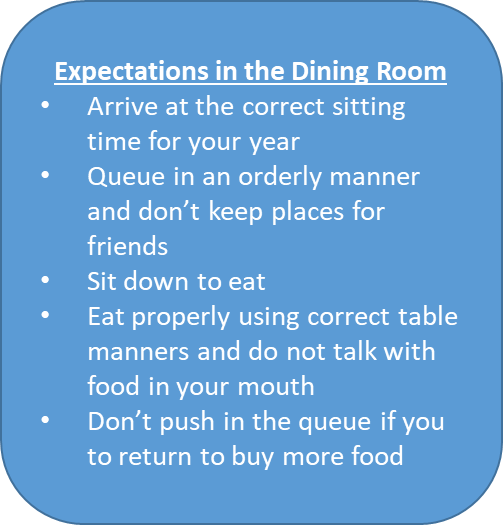 Expectations in the Dining Room
• Arrive at the correct sitting
time for your year
• Queue in an orderly manner
and don’t keep places for
friends
• Sit down to eat
• Eat properly using correct table
manners and do not talk with
food in your mouth
• Don’t push in the queue if you
to return to buy more food